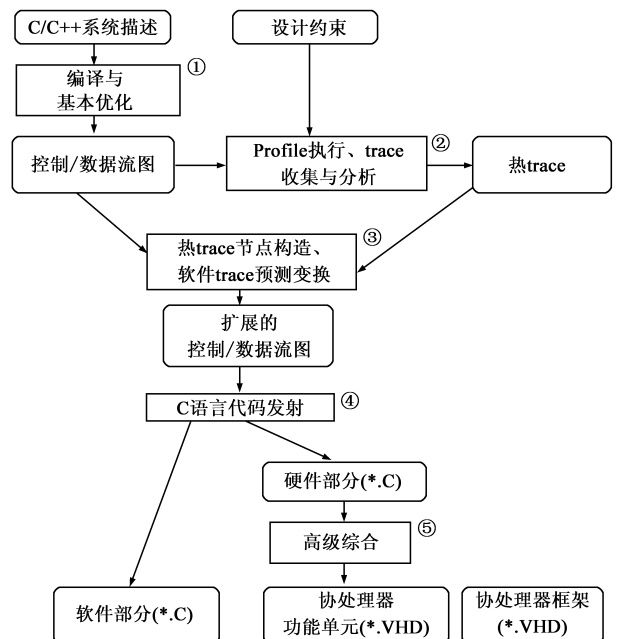 C/C++系统描述
设计约束
①
编译与
基本优化
控制/数据流图
Profile执行、trace
收集与分析
②
热trace
③
热trace节点构造、
软件trace预测变换
扩展的
控制/数据流图
C语言代码发射
④
硬件部分(*.C)
⑤
高级综合
软件部分(*.C)
协处理器
功能单元(*.VHD)
协处理器框架
(*.VHD)